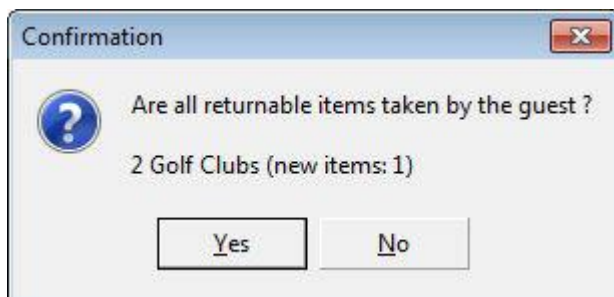 Confirmation
Are all returnable items taken by the guest ?
2 Golf Clubs (new items: 1)
Yes
No